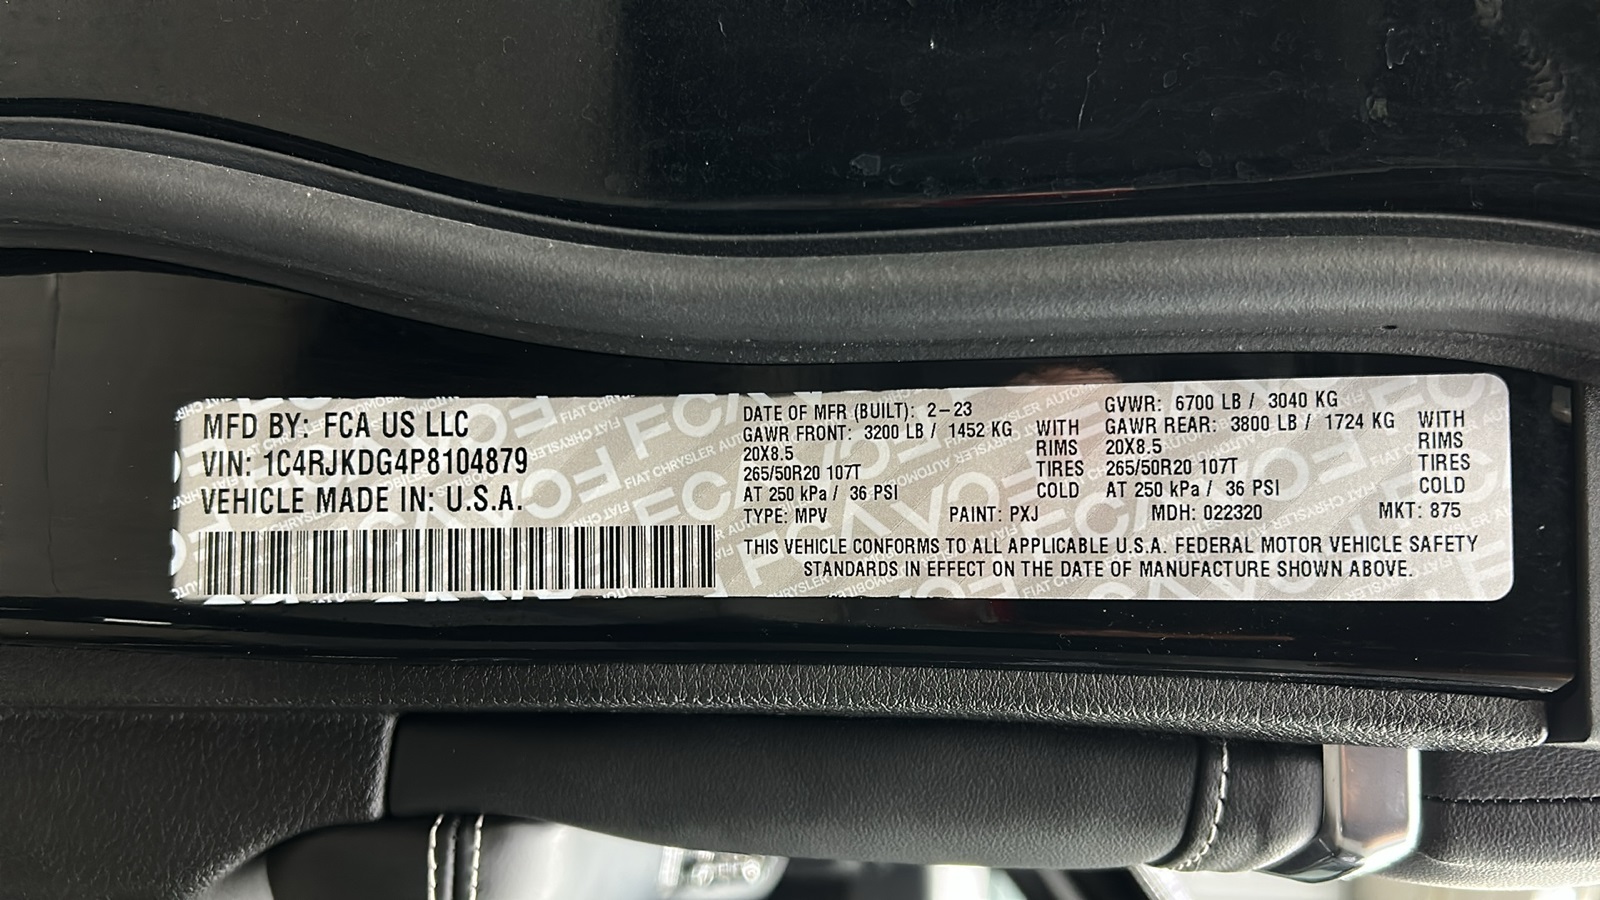 MFD BY: FCA US LLC
VIN: 1C4RJKDG4P8104879
VEHICLE MADE IN: U.S.A.
DATE OF MFR (BUILT): 2-23
GAWR FRONT: 3200 LB / 1452 KG WITH
20X8.5 RIMS
265/50R20 107T TIRES
AT 250 kPa / 36 PSI COLD
GVWR: 6700 LB / 3040 KG
GAWR REAR: 3800 LB / 1724 KG WITH
20X8.5 RIMS
265/50R20 107T TIRES
AT 250 kPa / 36 PSI COLD
TYPE: MPV PAINT: PXJ MDH: 022320 MKT: 875
THIS VEHICLE CONFORMS TO ALL APPLICABLE U.S.A. FEDERAL MOTOR VEHICLE SAFETY
STANDARDS IN EFFECT ON THE DATE OF MANUFACTURE SHOWN ABOVE.